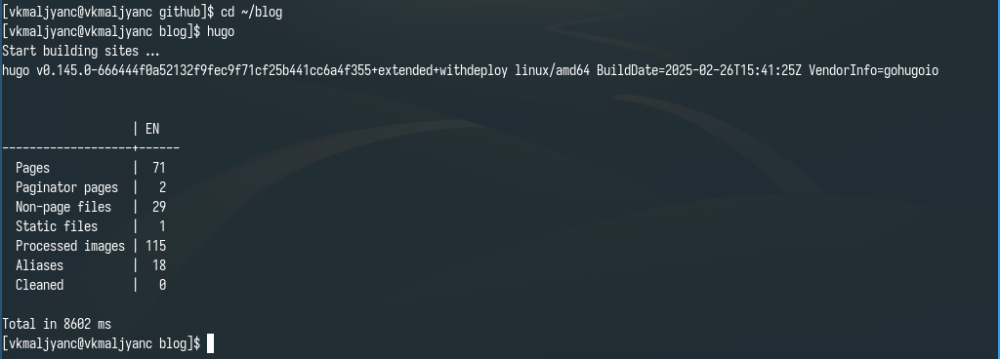 [vkmaljyanc@vkmaljyanc github]$ cd ~/blog
[vkmaljyanc@vkmaljyanc blog]$ hugo
Start building sites …
hugo v0.145.0-666444f0a52132f9fec9f71cf25b441cc6a4f355+extended+withdeploy linux/amd64 BuildDate=2025-02-26T15:41:25Z VendorInfo=gohugoio
                   | EN
-------------------+------
  Pages            |  71
  Paginator pages  |   2
  Non-page files   |  29
  Static files     |   1
  Processed images | 115
  Aliases          |  18
  Cleaned          |   0
Total in 8602 ms
[vkmaljyanc@vkmaljyanc blog]$